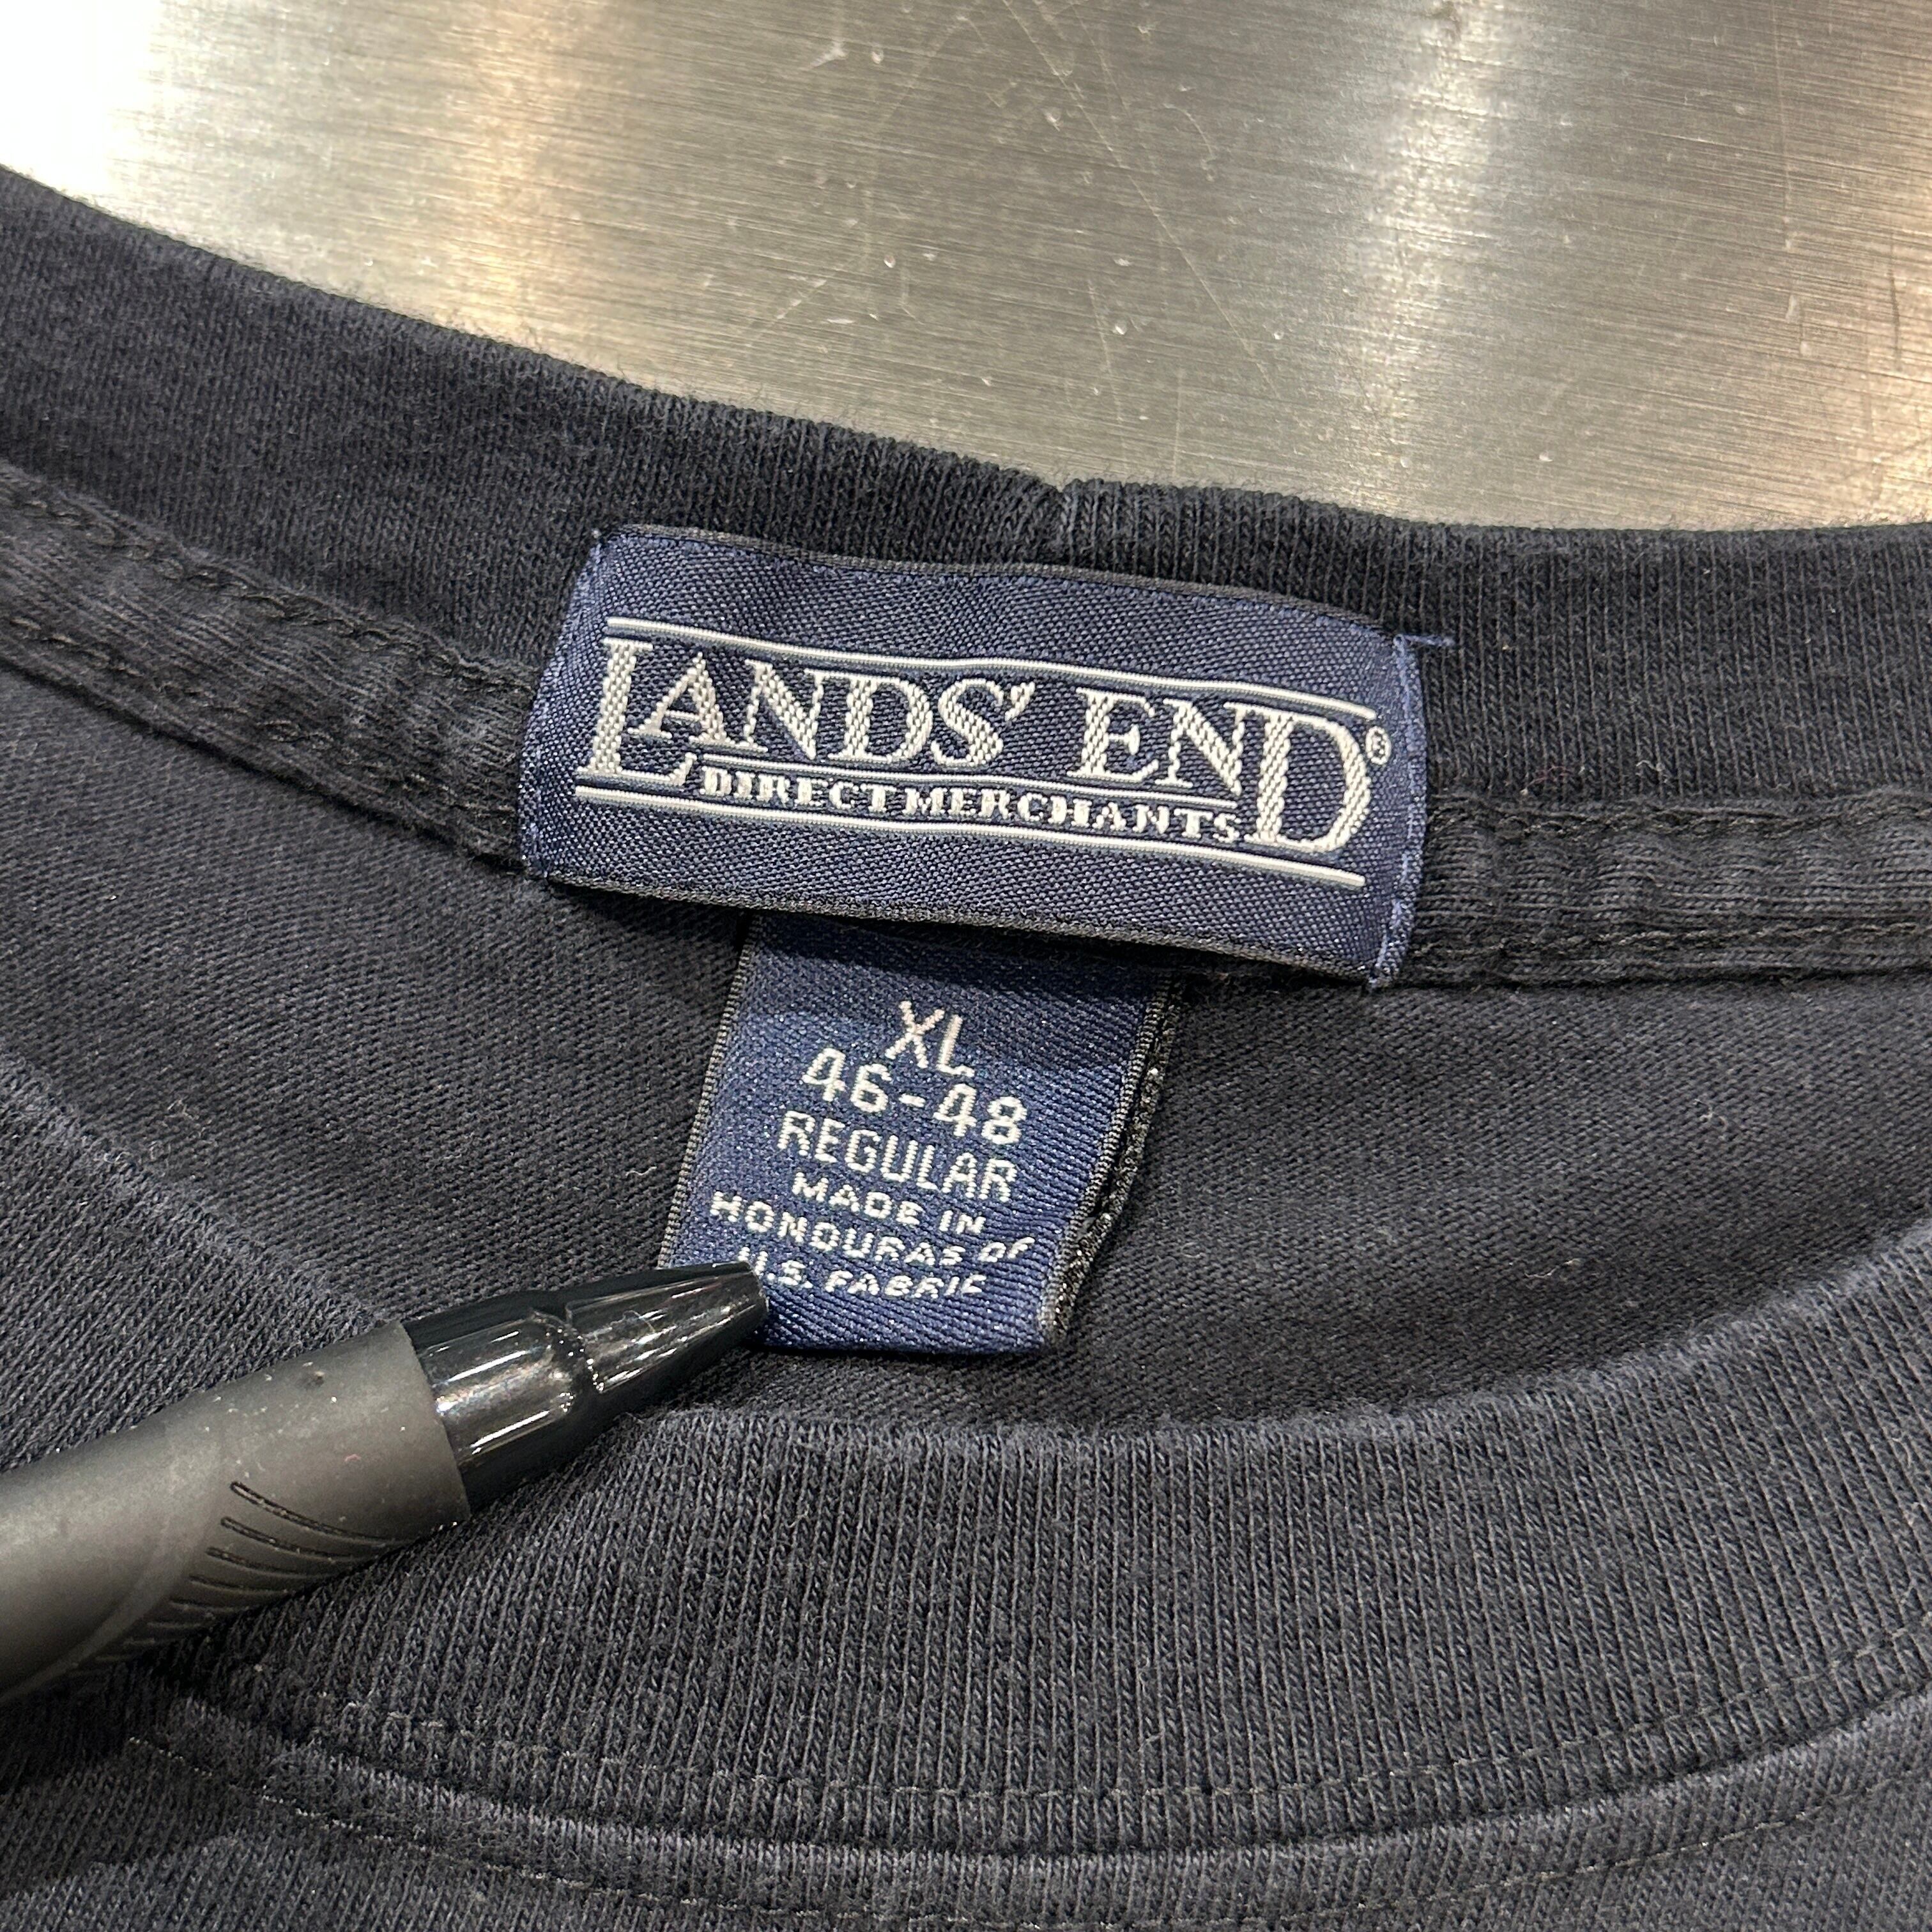 LANDS' END®
DIRECT MERCHANTS
XL
46-48
REGULAR
MADE IN
HONDURAS OF
U.S. FABRIC